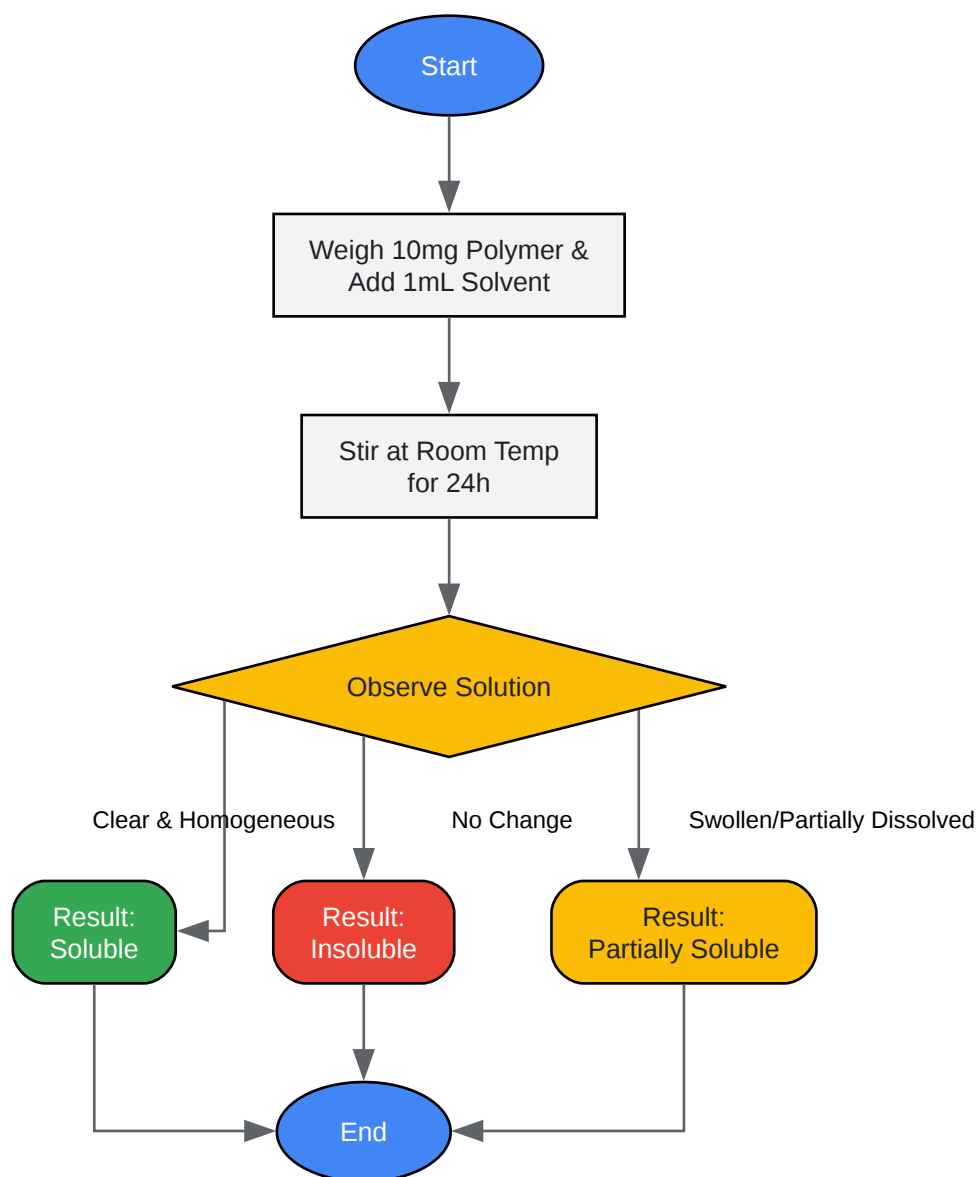 Start
Weigh 10mg Polymer &
Add 1mL Solvent
Stir at Room Temp
for 24h
Observe Solution
Clear & Homogeneous
No Change
Swollen/Partially Dissolved
Result:
Soluble
Result:
Insoluble
Result:
Partially Soluble
End